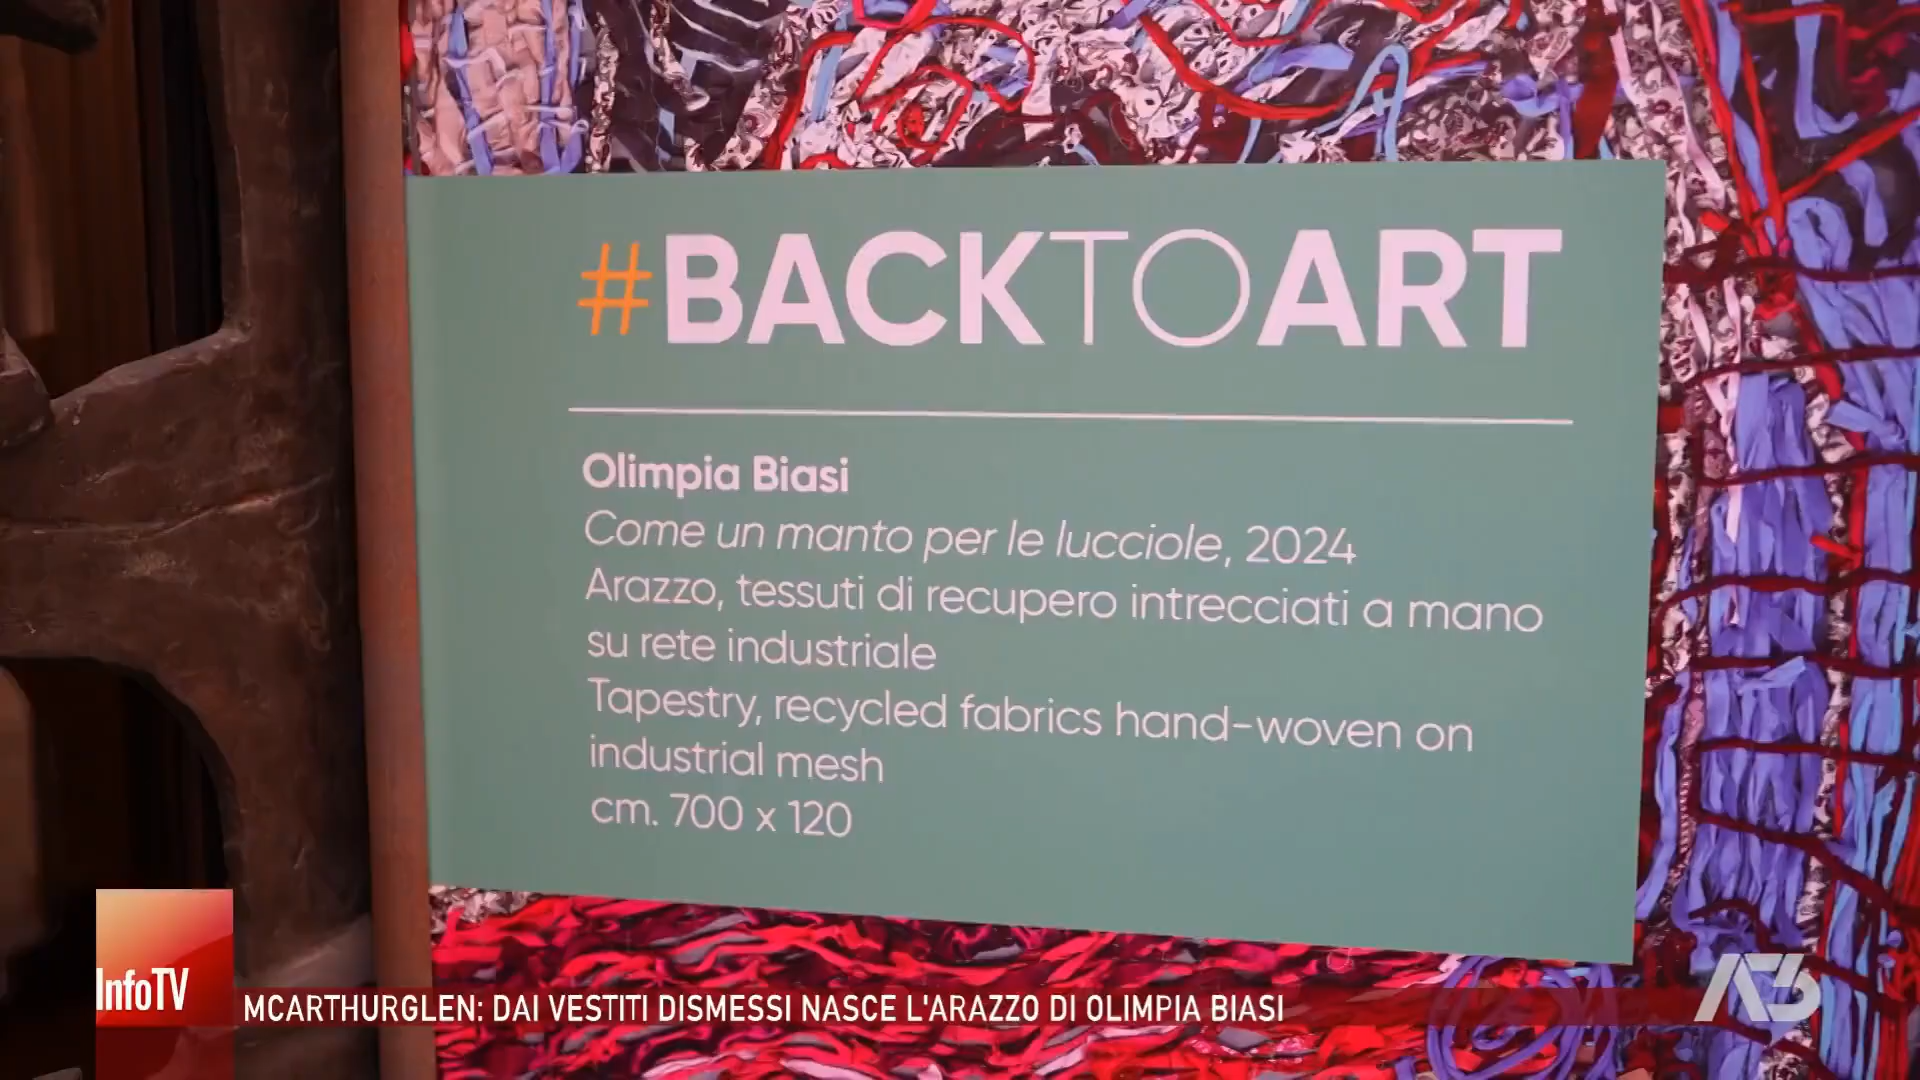 #BACKTOART
Olimpia Biasi
Come un manto per le lucciole, 2024
Arazzo, tessuti di recupero intrecciati a mano
su rete industriale
Tapestry, recycled fabrics hand-woven on
industrial mesh
cm. 700 x 120
InfoTV
MCARTHURGLEN: DAI VESTITI DISMESSI NASCE L'ARAZZO DI OLIMPIA BIASI
A3